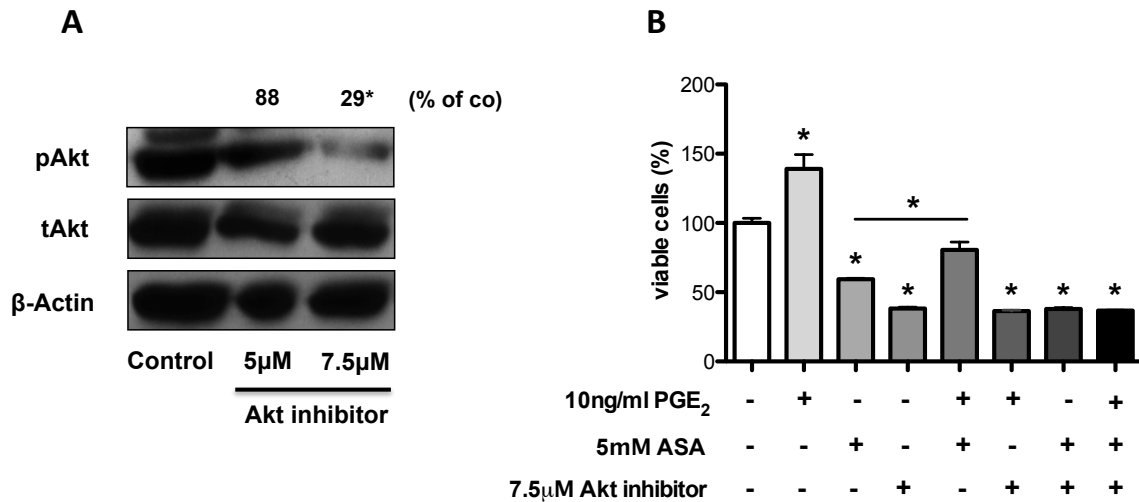 A
88 29* (% of co)
pAkt
tAkt
β-Actin
Control 5μM 7.5μM
Akt inhibitor
B
viable cells (%)
200
150
100
50
0
*
*
*
*
*
*
*
10ng/ml PGE2 - + - - + + - +
5mM ASA - - + - + - + +
7.5μM Akt inhibitor - - - + - + + +